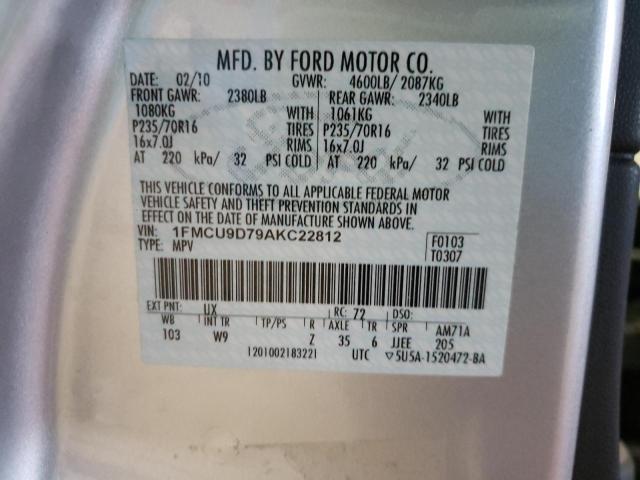 MFD. BY FORD MOTOR CO.
DATE: 02/10 GVWR: 4600LB/ 2087KG
FRONT GAWR: 2380LB REAR GAWR: 2340LB
1080KG WITH 1061KG WITH
P235/70R16 TIRES P235/70R16 TIRES
16x7.0J RIMS 16x7.0J RIMS
AT 220 kPa/ 32 PSI COLD AT 220 kPa/ 32 PSI COLD
THIS VEHICLE CONFORMS TO ALL APPLICABLE FEDERAL MOTOR
VEHICLE SAFETY AND THEFT PREVENTION STANDARDS IN
EFFECT ON THE DATE OF MANUFACTURE SHOWN ABOVE.
VIN: 1FMCU9D79AKC22812 F0103
TYPE: MPV T0307
EXT PNT: UX RC: 72 DSO:
WB INT TR TP/PS R AXLE TR SPR AM71A
103 W9 Z 35 6 JJEE 205
1201002183221 UTC ▽5U5A-1520472-BA